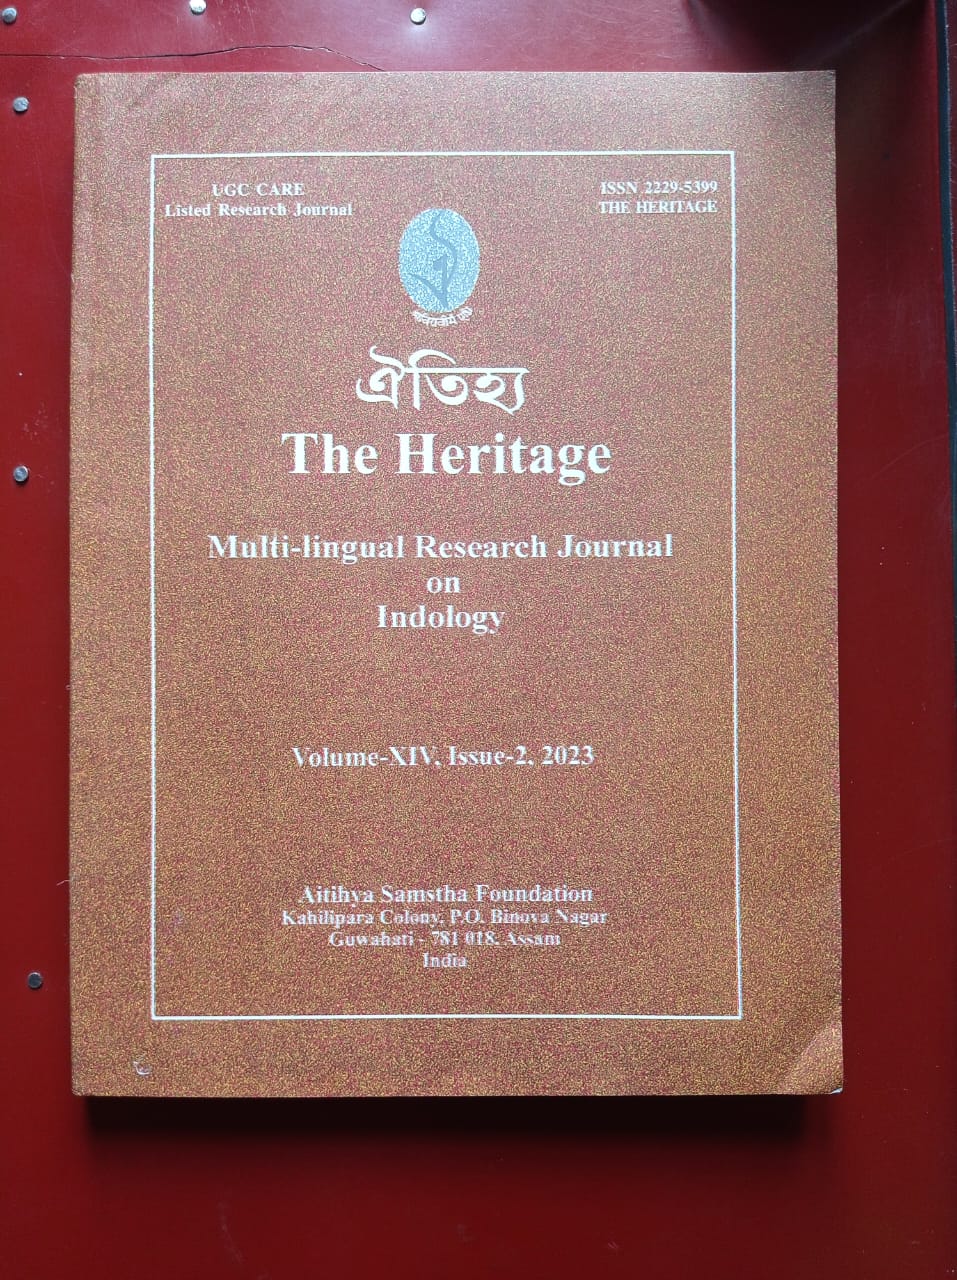 UGC CARE
Listed Research Journal
ISSN 2229-5399
THE HERITAGE
ঐতিহ্য
The Heritage
Multi-lingual Research Journal
on
Indology
Volume-XIV, Issue-2, 2023
Aitihya Samstha Foundation
Kahilipara Colony, P.O. Binova Nagar
Guwahati - 781 018, Assam
India